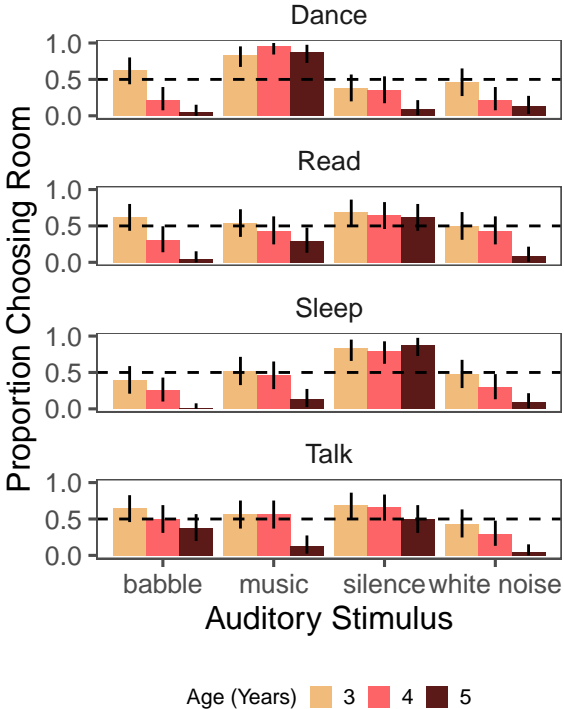 Dance
1.0
0.5
0.0
Read
1.0
0.5
0.0
Sleep
1.0
0.5
0.0
Talk
1.0
0.5
0.0
Proportion Choosing Room
babble music silence white noise
Auditory Stimulus
Age (Years) 3 4 5